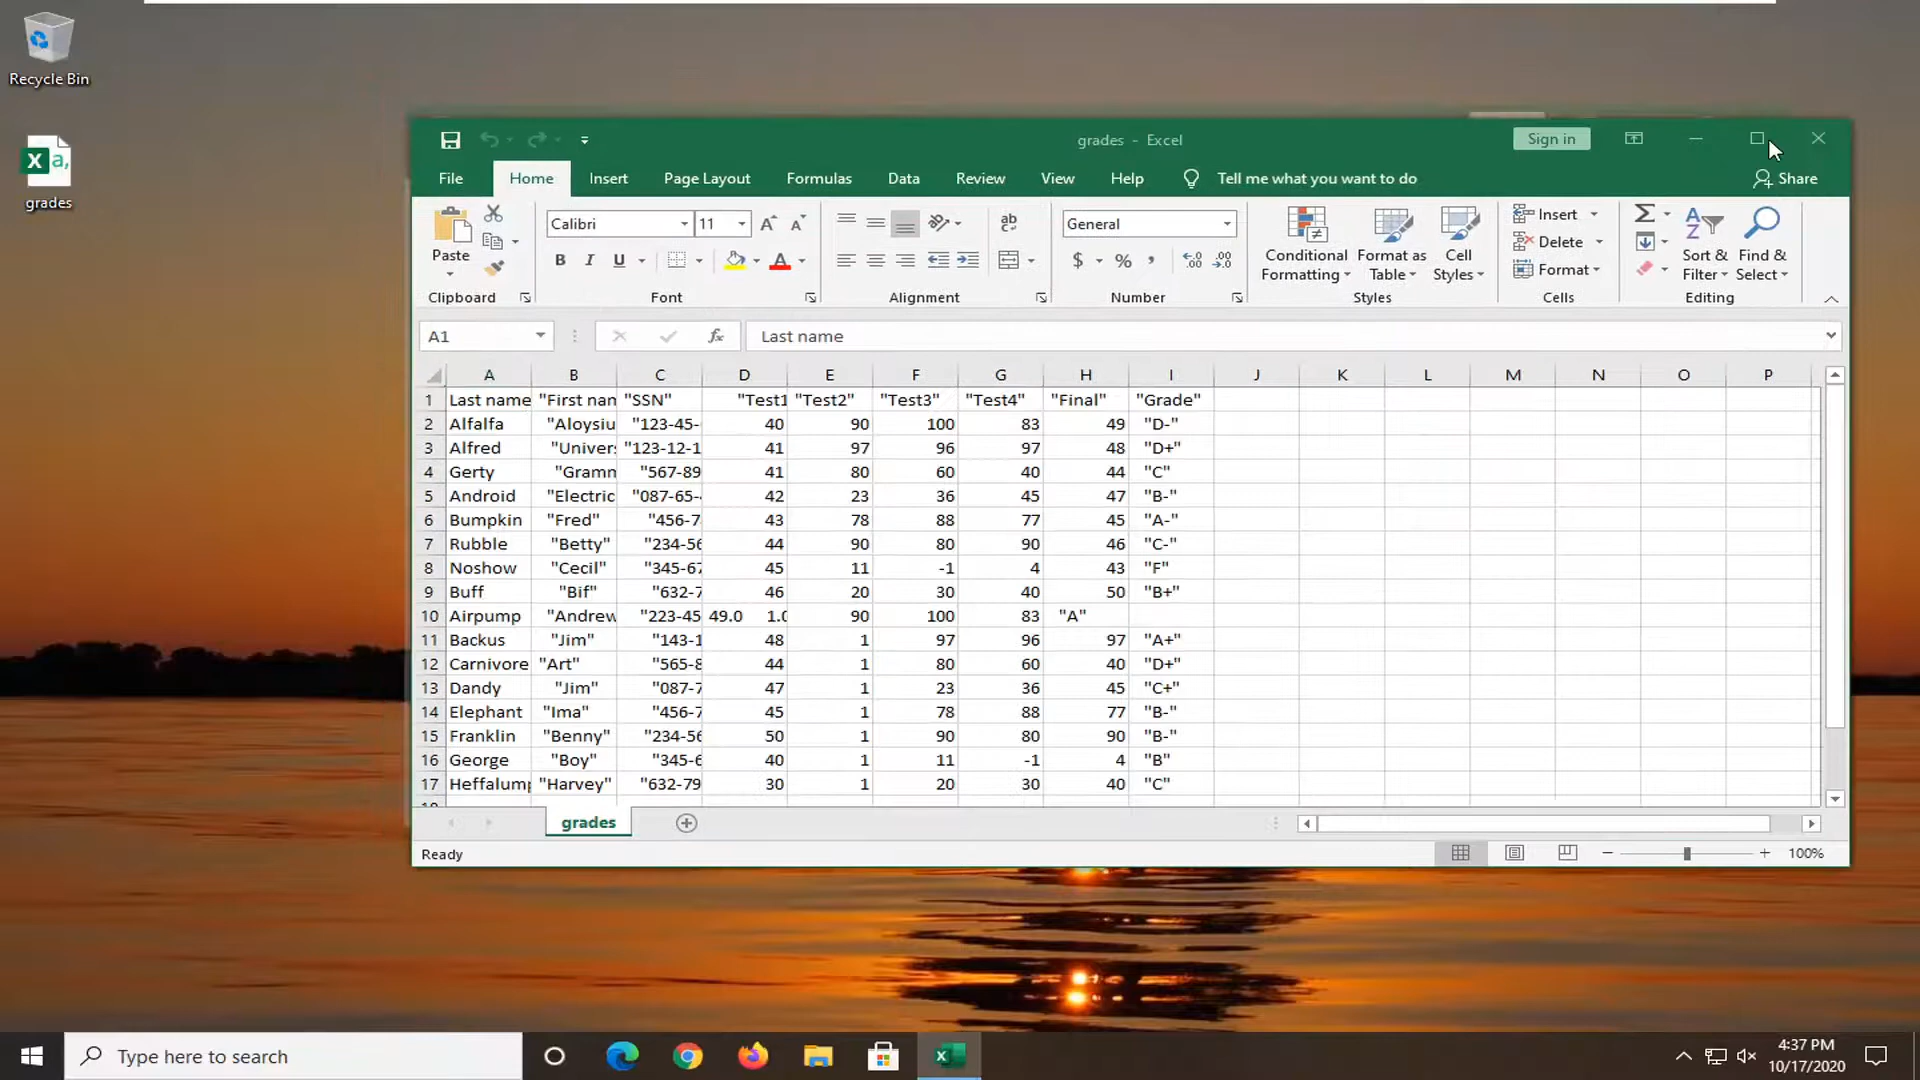 Recycle Bin
grades
grades - Excel
Sign in
File Home Insert Page Layout Formulas Data Review View Help Tell me what you want to do Share
Paste
Clipboard
Calibri 11
B I U
Font
Alignment
General
$ % ,
Number
Conditional Formatting
Format as Table
Cell Styles
Styles
Insert
Delete
Format
Cells
Sort & Filter
Find & Select
Editing
A1 fx Last name
A B C D E F G H I J K L M N O P
1 Last name "First nan "SSN" "Test1 "Test2" "Test3" "Test4" "Final" "Grade"
2 Alfalfa "Aloysiu "123-45- 40 90 100 83 49 "D-"
3 Alfred "Univer "123-12-1 41 97 96 97 48 "D+"
4 Gerty "Gramn "567-89 41 80 60 40 44 "C"
5 Android "Electric "087-65- 42 23 36 45 47 "B-"
6 Bumpkin "Fred" "456-7 43 78 88 77 45 "A-"
7 Rubble "Betty" "234-56 44 90 80 90 46 "C-"
8 Noshow "Cecil" "345-67 45 11 -1 4 43 "F"
9 Buff "Bif" "632-7 46 20 30 40 50 "B+"
10 Airpump "Andrew "223-45 49.0 1.0 90 100 83 "A"
11 Backus "Jim" "143-1 48 1 97 96 97 "A+"
12 Carnivore "Art" "565-8 44 1 80 60 40 "D+"
13 Dandy "Jim" "087-7 47 1 23 36 45 "C+"
14 Elephant "Ima" "456-7 45 1 78 88 77 "B-"
15 Franklin "Benny" "234-56 50 1 90 80 90 "B-"
16 George "Boy" "345-6 40 1 11 -1 4 "B"
17 Heffalump "Harvey" "632-79 30 1 20 30 40 "C"
grades
Ready
100%
Type here to search
4:37 PM
10/17/2020